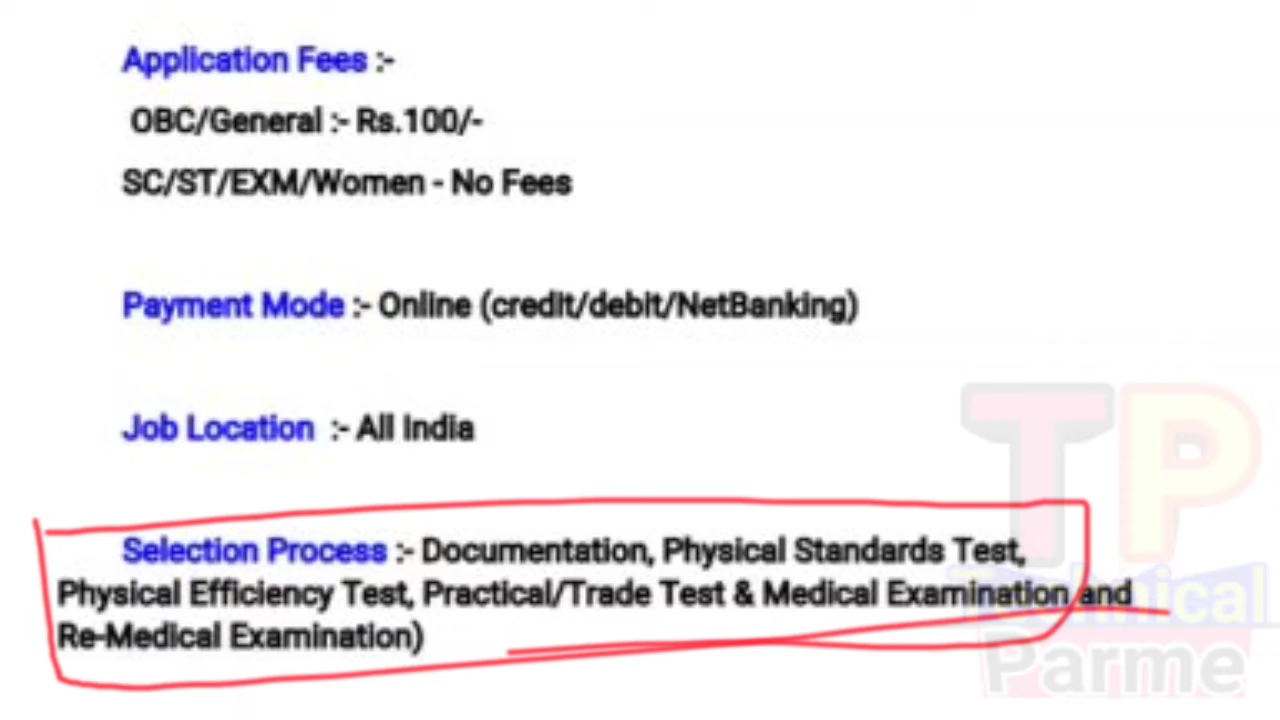 Application Fees :-
OBC/General :- Rs.100/-
SC/ST/EXM/Women - No Fees
Payment Mode :- Online (credit/debit/NetBanking)
Job Location :- All India
Selection Process :- Documentation, Physical Standards Test,
Physical Efficiency Test, Practical/Trade Test & Medical Examination and
Re-Medical Examination)
TP
Technical
Parme